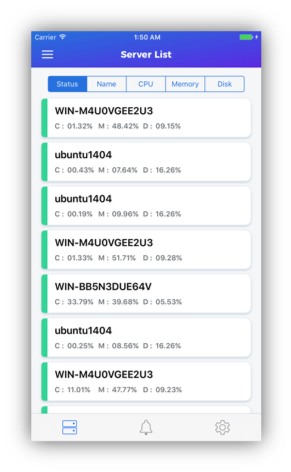 Carrier 1:50 AM
Server List
Status Name CPU Memory Disk
WIN-M4U0VGEE2U3
C : 01.32% M : 48.42% D : 09.15%
ubuntu1404
C : 00.43% M : 07.64% D : 16.26%
ubuntu1404
C : 00.19% M : 09.96% D : 16.26%
WIN-M4U0VGEE2U3
C : 01.33% M : 51.71% D : 09.28%
WIN-BB5N3DUE64V
C : 33.79% M : 39.68% D : 05.53%
ubuntu1404
C : 00.25% M : 08.56% D : 16.26%
WIN-M4U0VGEE2U3
C : 11.01% M : 47.77% D : 09.23%